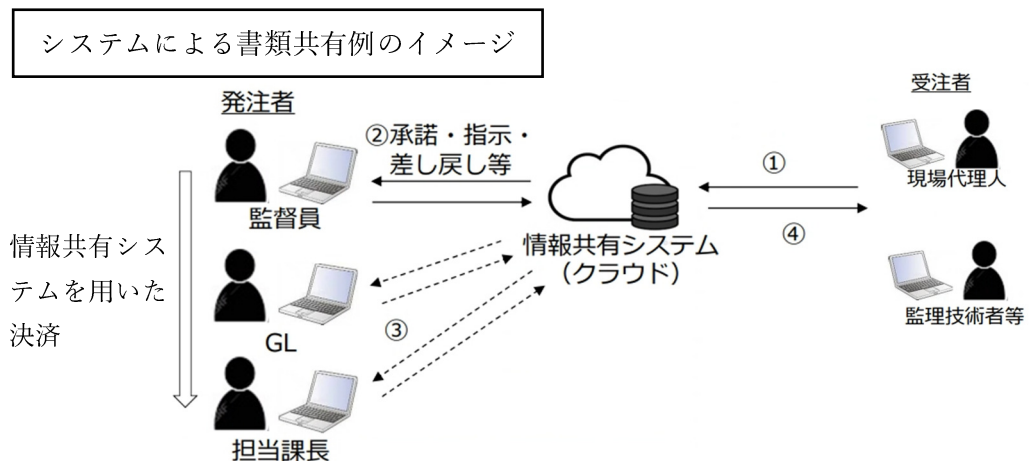 システムによる書類共有例のイメージ
発注者
受注者
②承諾・指示・
差し戻し等
①
現場代理人
監督員
④
情報共有シス
テムを用いた
決済
情報共有システム
（クラウド）
監理技術者等
③
GL
担当課長